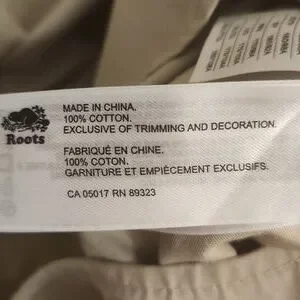 Roots
MADE IN CHINA.
100% COTTON.
EXCLUSIVE OF TRIMMING AND DECORATION.
FABRIQUÉ EN CHINE.
100% COTON.
GARNITURE ET EMPIÈCEMENT EXCLUSIFS.
CA 05017 RN 89323